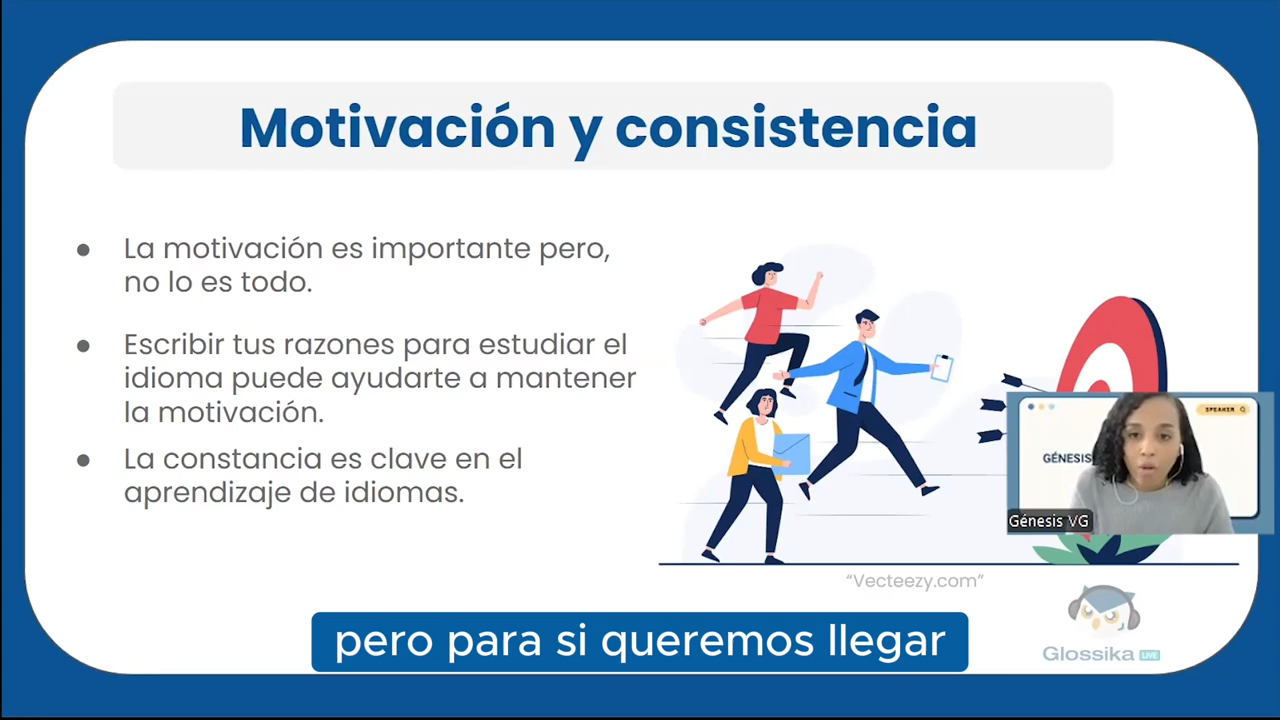 Motivación y consistencia
● La motivación es importante pero,
no lo es todo.
● Escribir tus razones para estudiar el
idioma puede ayudarte a mantener
la motivación.
● La constancia es clave en el
aprendizaje de idiomas.
SPEAKER
GÉNESIS
Génesis VG
“Vecteezy.com”
Glossika LIVE
pero para si queremos llegar